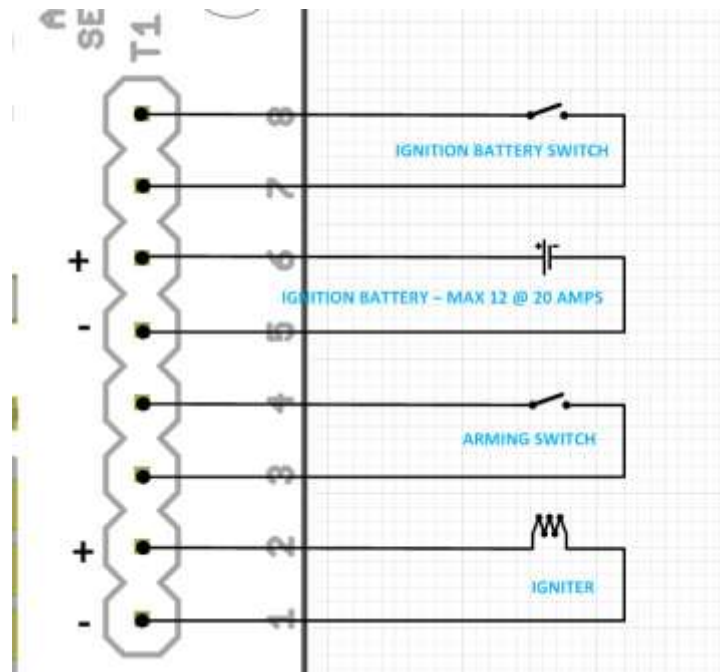 A
SE
T1
8
IGNITION BATTERY SWITCH
7
+
6
+ -
IGNITION BATTERY – MAX 12 @ 20 AMPS
-
5
4
ARMING SWITCH
3
+
2
IGNITER
-
1